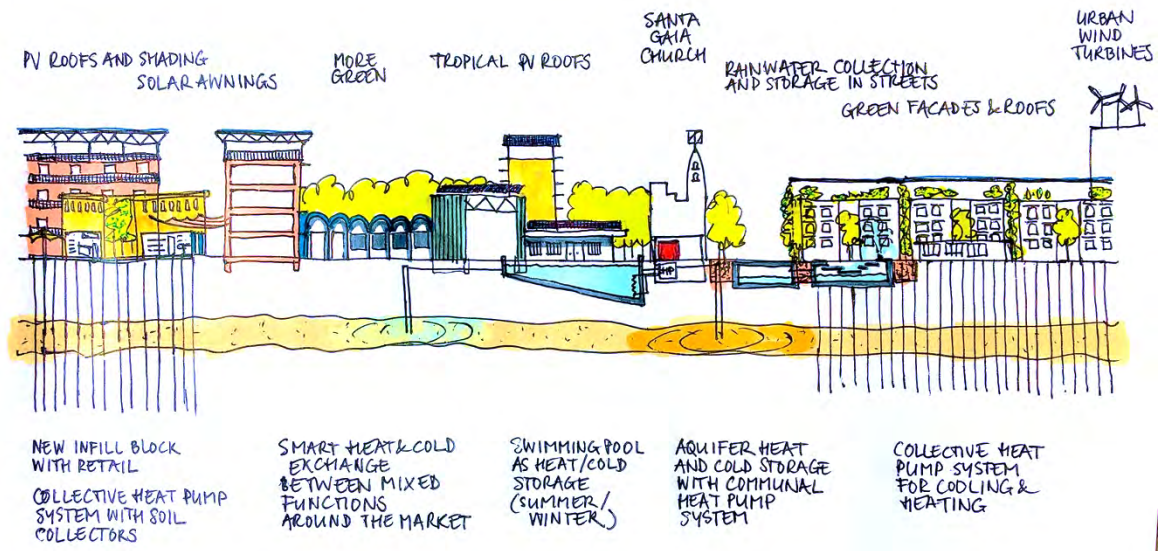 PV ROOFS AND SHADING
SOLAR AWNINGS
MORE
GREEN
TROPICAL PV ROOFS
SANTA
GAIA
CHURCH
RAINWATER COLLECTION
AND STORAGE IN STREETS
GREEN FACADES & ROOFS
URBAN
WIND
TURBINES
HP
NEW INFILL BLOCK
WITH RETAIL
COLLECTIVE HEAT PUMP
SYSTEM WITH SOIL
COLLECTORS
SMART HEAT & COLD
EXCHANGE
BETWEEN MIXED
FUNCTIONS
AROUND THE MARKET
SWIMMING POOL
AS HEAT/COLD
STORAGE
(SUMMER/
WINTER)
AQUIFER HEAT
AND COLD STORAGE
WITH COMMUNAL
HEAT PUMP
SYSTEM
COLLECTIVE HEAT
PUMP SYSTEM
FOR COOLING &
HEATING